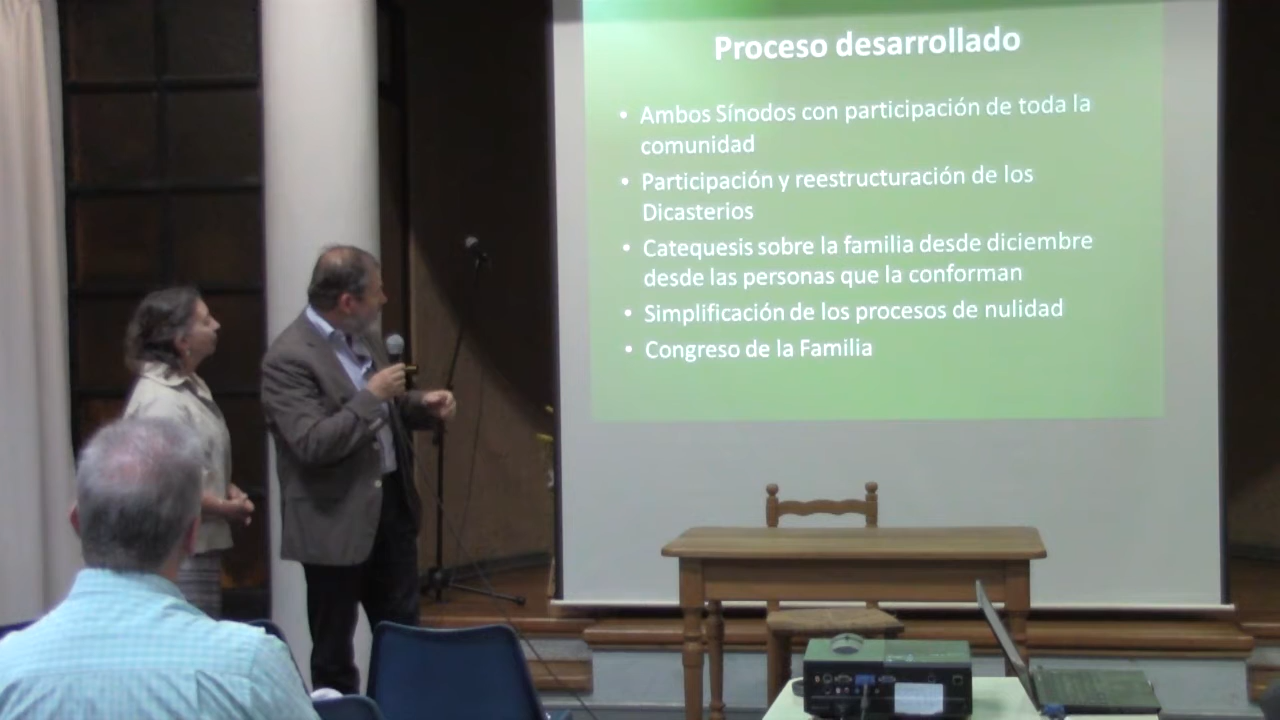 Proceso desarrollado
• Ambos Sínodos con participación de toda la
comunidad
• Participación y reestructuración de los
Dicasterios
• Catequesis sobre la familia desde diciembre
desde las personas que la conforman
• Simplificación de los procesos de nulidad
• Congreso de la Familia